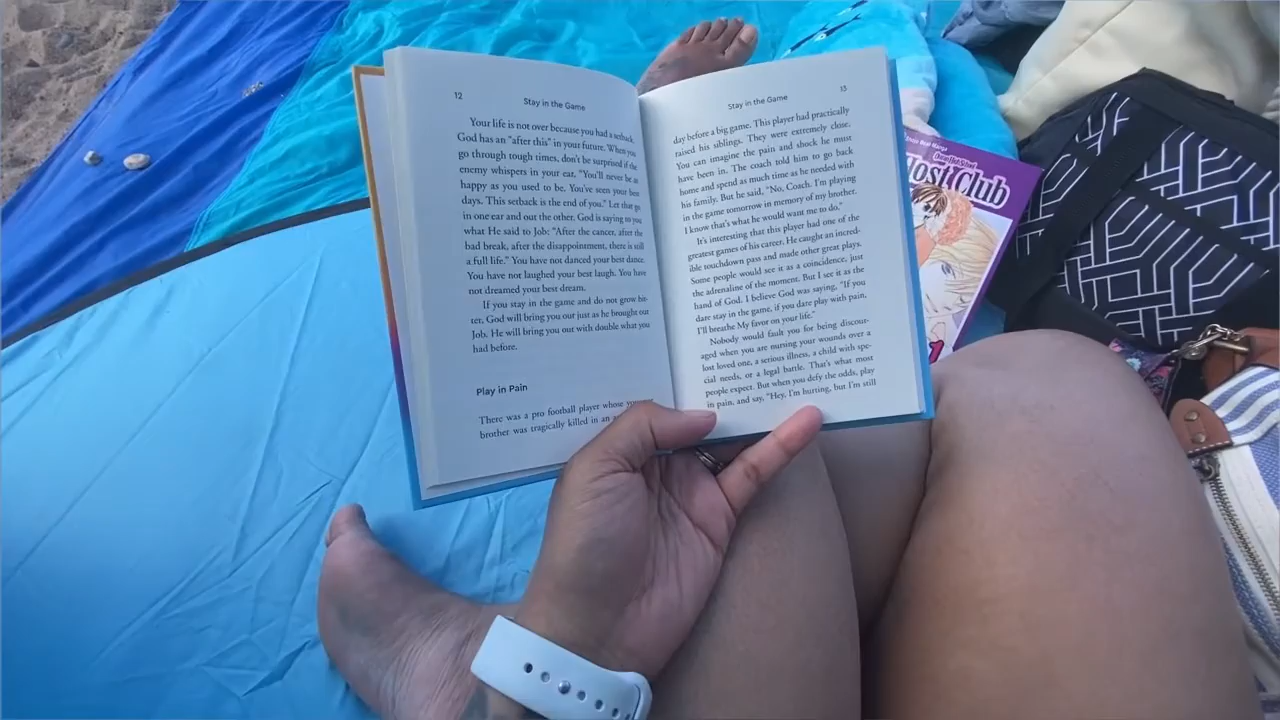 12
Stay in the Game
Your life is not over because you had a setback.
God has an "after this" in your future. When you
go through tough times, don't be surprised if the
enemy whispers in your ear, "You'll never be as
happy as you used to be. You've seen your best
days. This setback is the end of you." Let that go
in one ear and out the other. God is saying to you
what He said to Job: "After the cancer, after the
bad break, after the disappointment, there is still
a full life." You have not danced your best dance.
You have not laughed your best laugh. You have
not dreamed your best dream.
If you stay in the game and do not grow bit-
ter, God will bring you out just as he brought out
Job. He will bring you out with double what you
had before.
Play in Pain
There was a pro football player whose
brother was tragically killed in an
Stay in the Game
13
day before a big game. This player had practically
raised his siblings. They were extremely close.
You can imagine the pain and shock he must
have been in. The coach told him to go back
home and spend as much time as he needed with
his family. But he said, "No, Coach. I'm playing
in the game tomorrow in memory of my brother.
I know that's what he would want me to do."
It's interesting that this player had one of the
greatest games of his career. He caught an incred-
ible touchdown pass and made other great plays.
Some people would see it as a coincidence, just
the adrenaline of the moment. But I see it as the
hand of God. I believe God was saying, "If you
dare stay in the game, if you dare play with pain,
I'll breathe My favor on your life."
Nobody would fault you for being discour-
aged when you are nursing your wounds over a
lost loved one, a serious illness, a child with spe-
cial needs, or a legal battle. That's what most
people expect. But when you defy the odds, play
in pain, and say, "Hey, I'm hurting, but I'm still
Shojo Beat Manga
Host Club